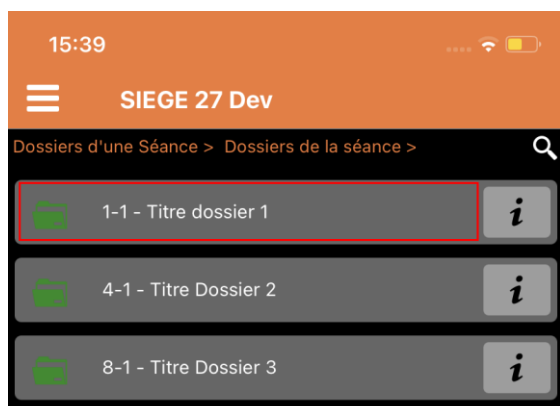 15:39
SIEGE 27 Dev
Dossiers d'une Séance > Dossiers de la séance >
1-1 - Titre dossier 1
i
4-1 - Titre Dossier 2
i
8-1 - Titre Dossier 3
i